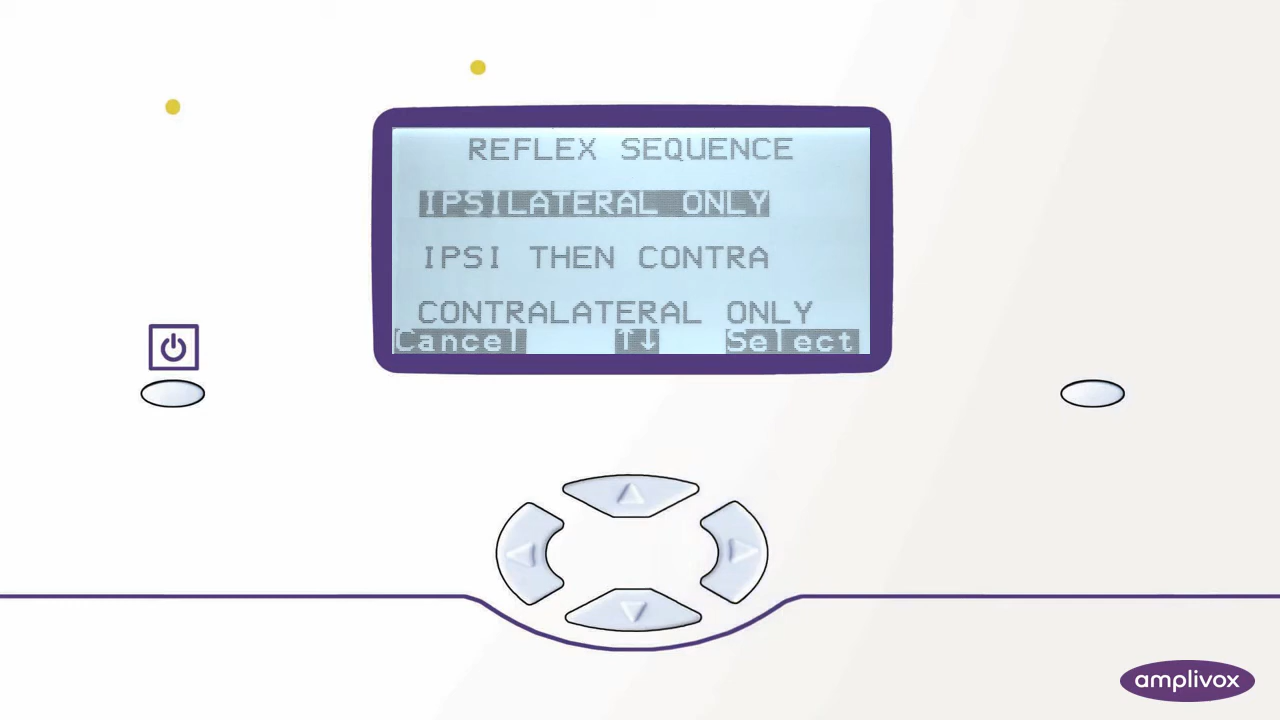 REFLEX SEQUENCE
IPSILATERAL ONLY
IPSI THEN CONTRA
CONTRALATERAL ONLY
Cancel ↑↓ Select
amplivox